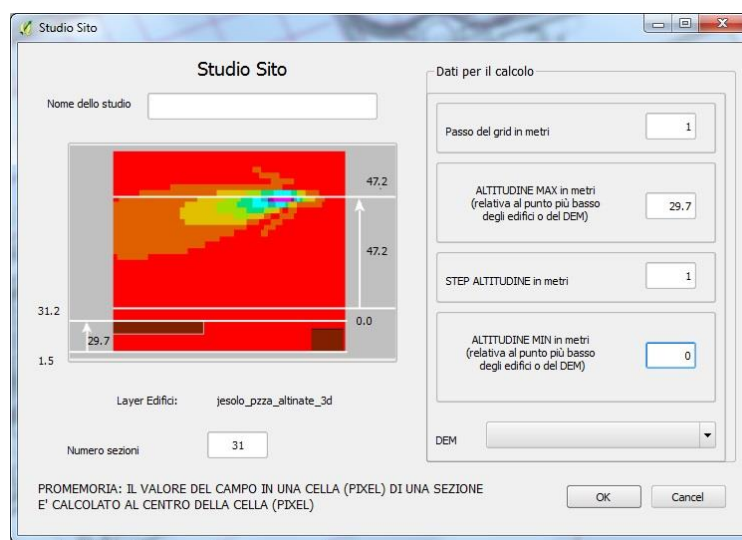 Studio Sito
Studio Sito
Nome dello studio
47.2
47.2
31.2
0.0
29.7
1.5
Layer Edifici: jesolo_pzza_altinate_3d
Numero sezioni 31
Dati per il calcolo
Passo del grid in metri 1
ALTITUDINE MAX in metri
(relativa al punto più basso
degli edifici o del DEM)
29.7
STEP ALTITUDINE in metri 1
ALTITUDINE MIN in metri
(relativa al punto più basso
degli edifici o del DEM)
0
DEM
PROMEMORIA: IL VALORE DEL CAMPO IN UNA CELLA (PIXEL) DI UNA SEZIONE
E' CALCOLATO AL CENTRO DELLA CELLA (PIXEL)
OK Cancel